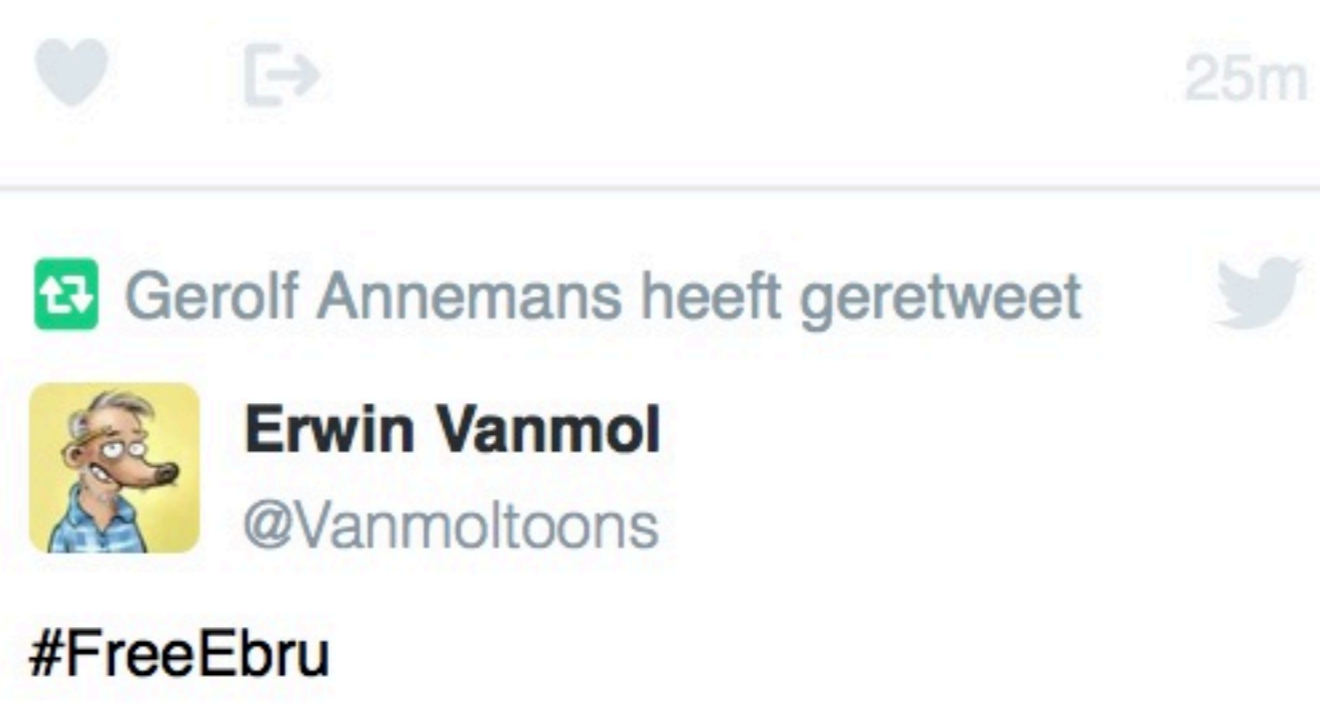 25m
Gerolf Annemans heeft geretweet
Erwin Vanmol
@Vanmoltoons
#FreeEbru